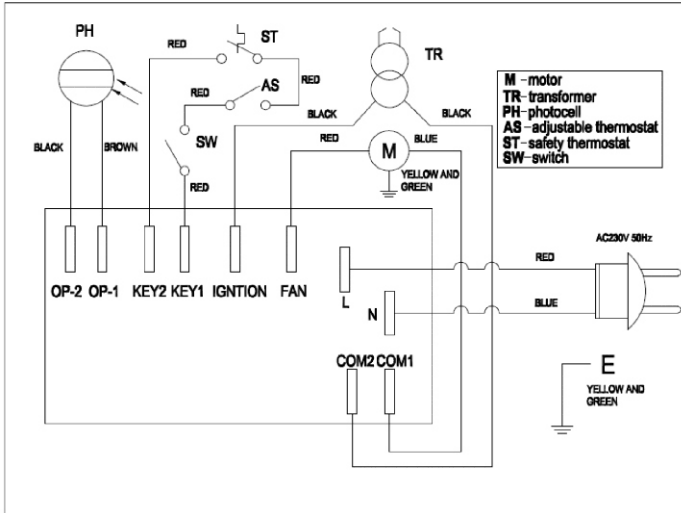 PH
RED
ST
TR
RED
AS
RED
SW
RED
BLACK
BROWN
BLACK
RED
M
BLUE
BLACK
YELLOW AND
GREEN
M-motor
TR-transformer
PH-photocell
AS-adjustable thermostat
ST-safety thermostat
SW-switch
AC230V 50Hz
OP-2
OP-1
KEY2
KEY1
IGNTION
FAN
L
RED
N
BLUE
COM2
COM1
E
YELLOW AND
GREEN